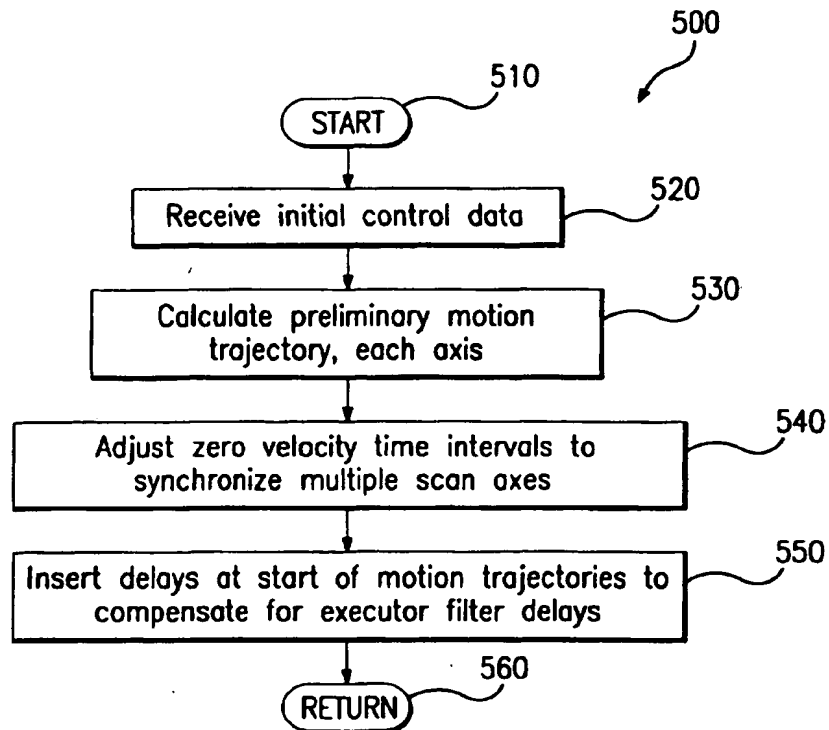 500
510
START
520
Receive initial control data
530
Calculate preliminary motion
trajectory, each axis
540
Adjust zero velocity time intervals to
synchronize multiple scan axes
550
Insert delays at start of motion trajectories to
compensate for executor filter delays
560
RETURN